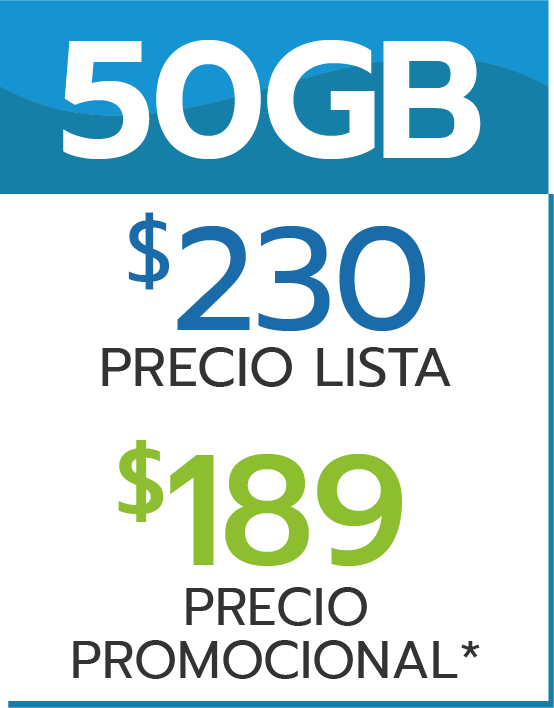 50GB
$230
PRECIO LISTA
$189
PRECIO
PROMOCIONAL*